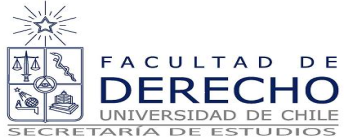 FACULTAD DE
DERECHO
UNIVERSIDAD DE CHILE
SECRETARÍA DE ESTUDIOS